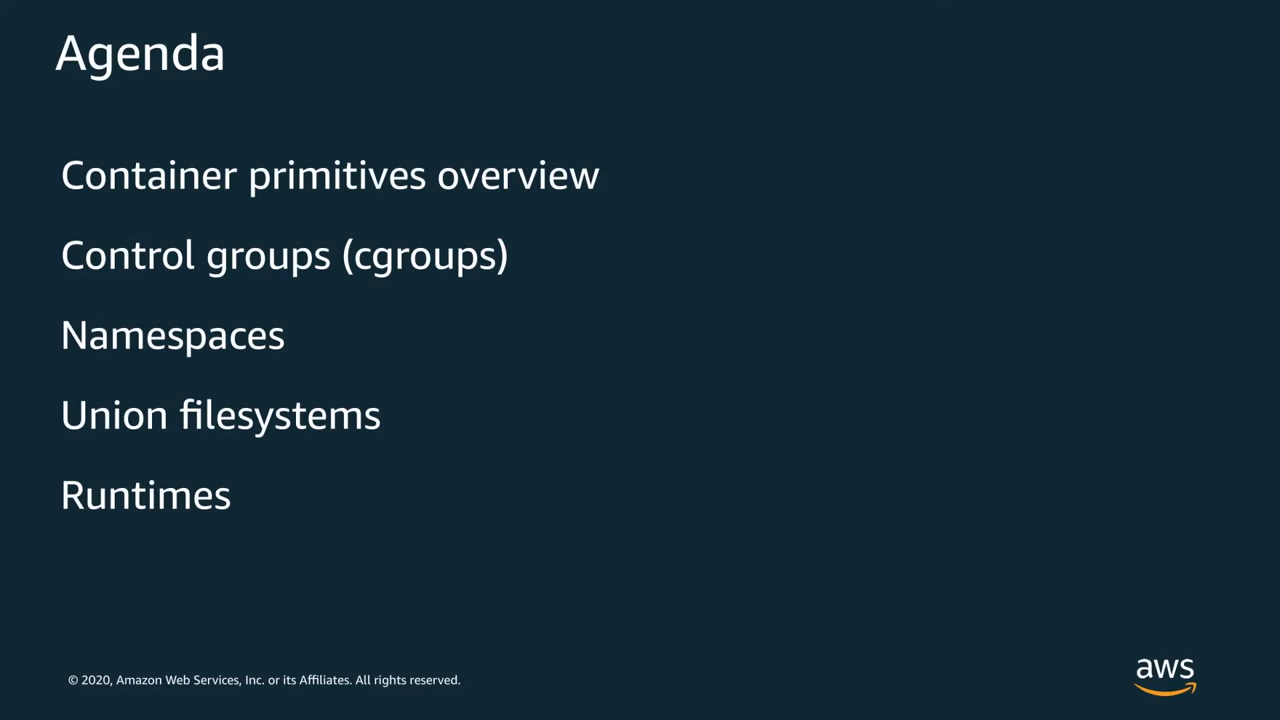 Agenda
Container primitives overview
Control groups (cgroups)
Namespaces
Union filesystems
Runtimes
© 2020, Amazon Web Services, Inc. or its Affiliates. All rights reserved.
aws